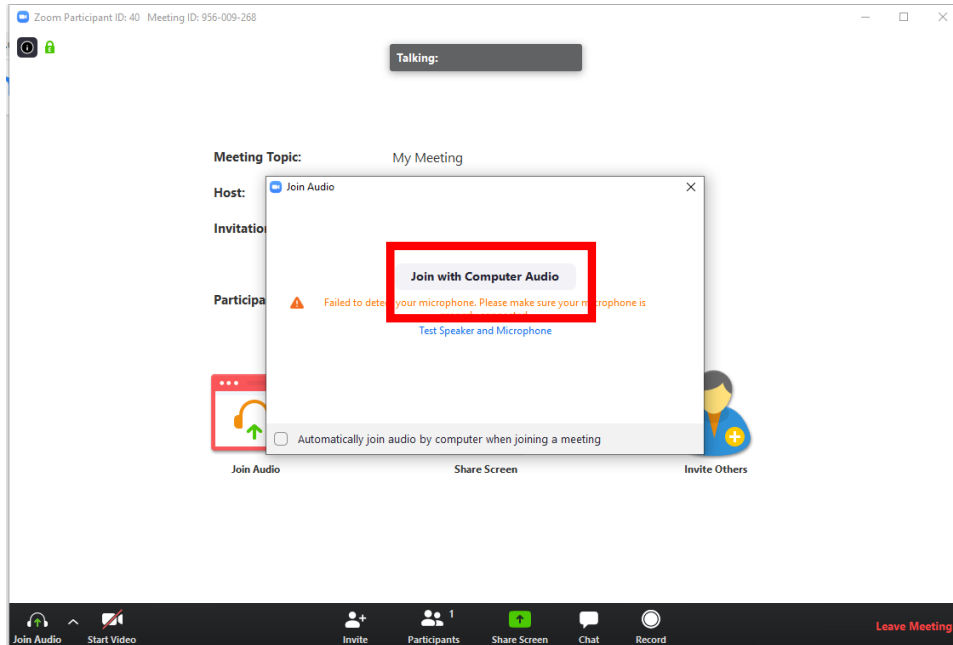 Zoom Participant ID: 40 Meeting ID: 956-009-268
Talking:
Meeting Topic: My Meeting
Host:
Join Audio
Join with Computer Audio
Failed to detect your microphone. Please make sure your microphone is
Test Speaker and Microphone
Automatically join audio by computer when joining a meeting
Join Audio Share Screen Invite Others
1
Join Audio Start Video Invite Participants Share Screen Chat Record Leave Meeting